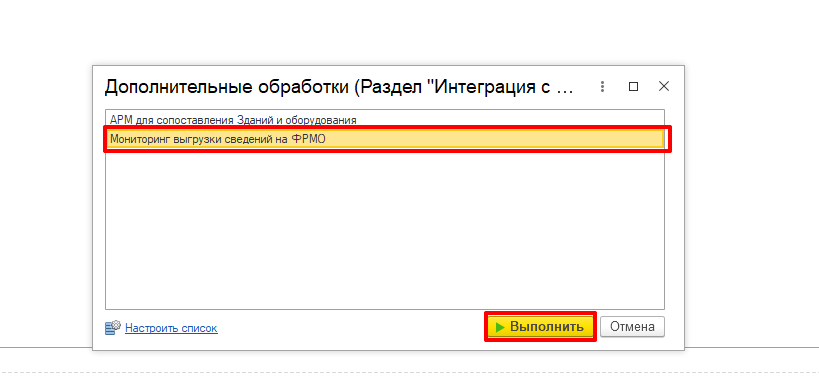 Дополнительные обработки (Раздел "Интеграция с ...
АРМ для сопоставления Зданий и оборудования
Мониторинг выгрузки сведений на ФРМО
Настроить список
Выполнить
Отмена